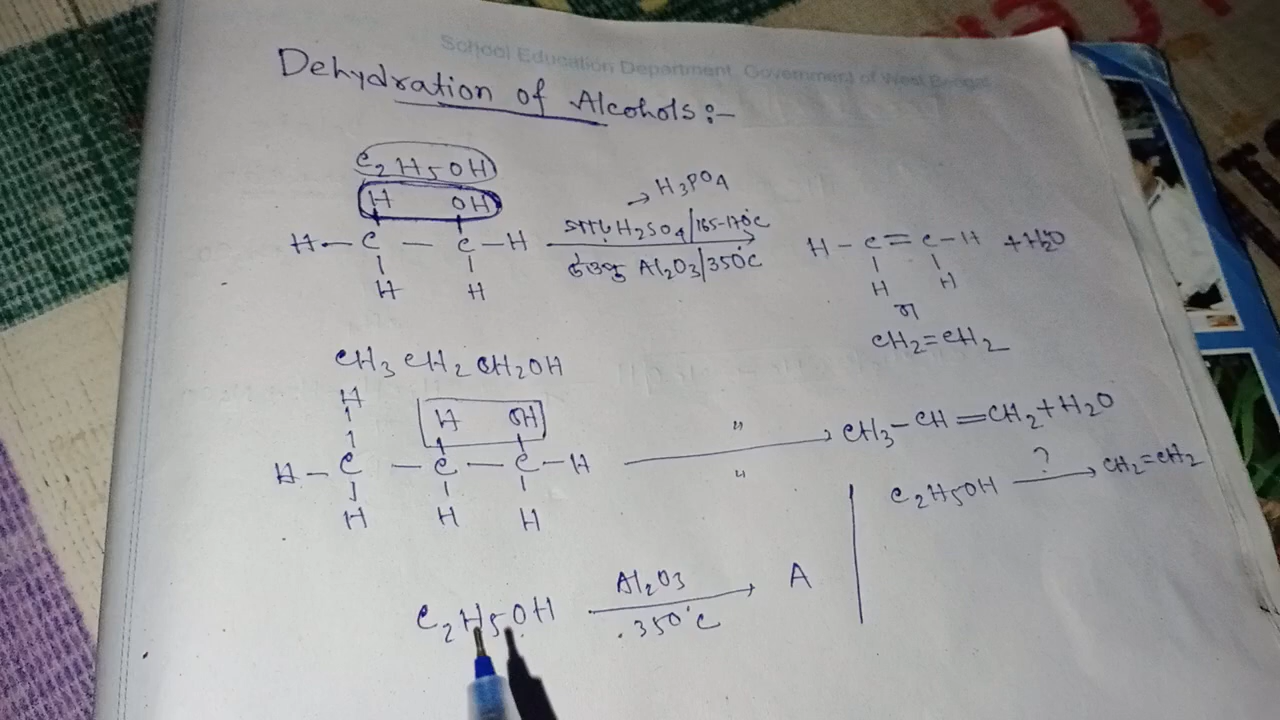 School Education Department, Government of West Bengal
Dehydration of Alcohols:-
C2H5OH
H OH
H - C - C - H
H H
→ H3PO4
গাঢ় H2SO4/165-170°C
উত্তপ্ত Al2O3/350°C
H - C = C - H + H2O
H H
বা
CH2=CH2
CH3CH2CH2OH
H H OH
H - C - C - C - H
H H H
" → CH3-CH=CH2+H2O
"
C2H5OH ? → CH2=CH2
C2H5OH Al2O3 → A
350°C